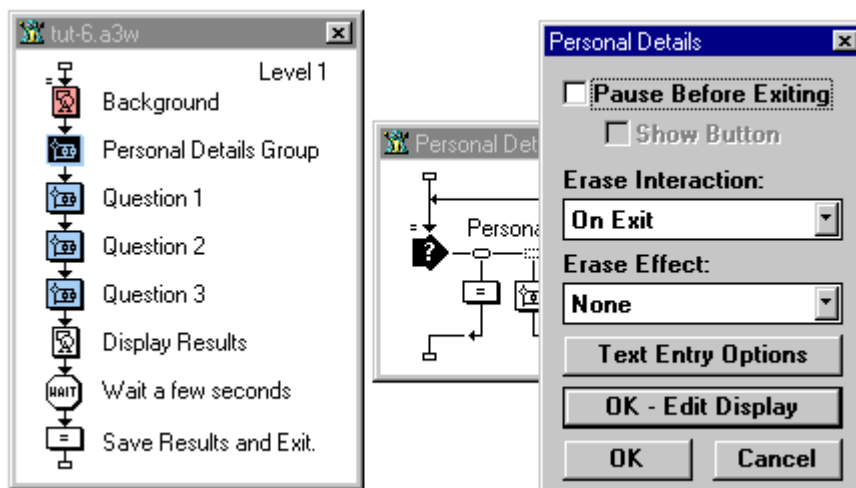 tut-6.a3w
Level 1
Background
Personal Details Group
Question 1
Question 2
Question 3
Display Results
WAIT
Wait a few seconds
=
Save Results and Exit.
Personal Det
=
Persona
?
=
Personal Details
Pause Before Exiting
Show Button
Erase Interaction:
On Exit
Erase Effect:
None
Text Entry Options
OK - Edit Display
OK
Cancel